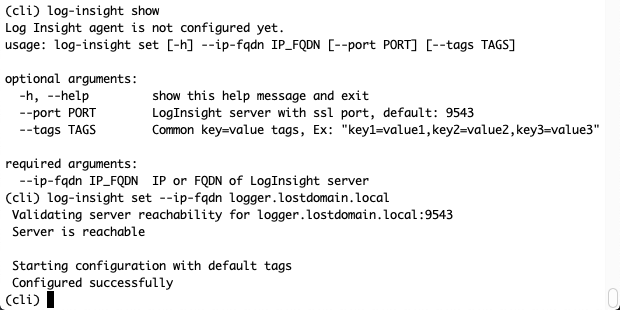 (cli) log-insight show
Log Insight agent is not configured yet.
usage: log-insight set [-h] --ip-fqdn IP_FQDN [--port PORT] [--tags TAGS]

optional arguments:
  -h, --help         show this help message and exit
  --port PORT        LogInsight server with ssl port, default: 9543
  --tags TAGS        Common key=value tags, Ex: "key1=value1,key2=value2,key3=value3"

required arguments:
  --ip-fqdn IP_FQDN  IP or FQDN of LogInsight server
(cli) log-insight set --ip-fqdn logger.lostdomain.local
 Validating server reachability for logger.lostdomain.local:9543
 Server is reachable

 Starting configuration with default tags
 Configured successfully
(cli)